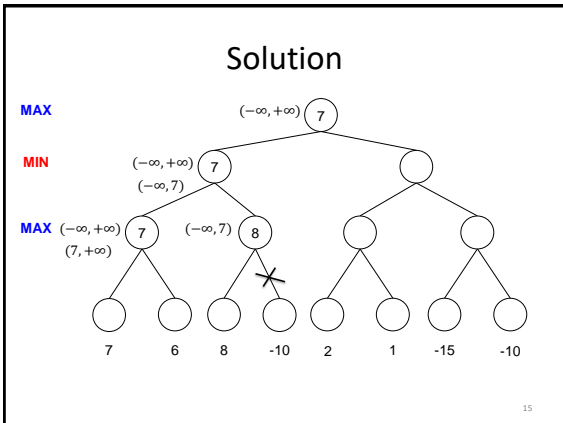 Solution
MAX (−∞, +∞) 7
MIN (−∞, +∞) 7
(−∞, 7)
MAX (−∞, +∞) 7 (−∞, 7) 8
(7, +∞)
7 6 8 -10 2 1 -15 -10
15